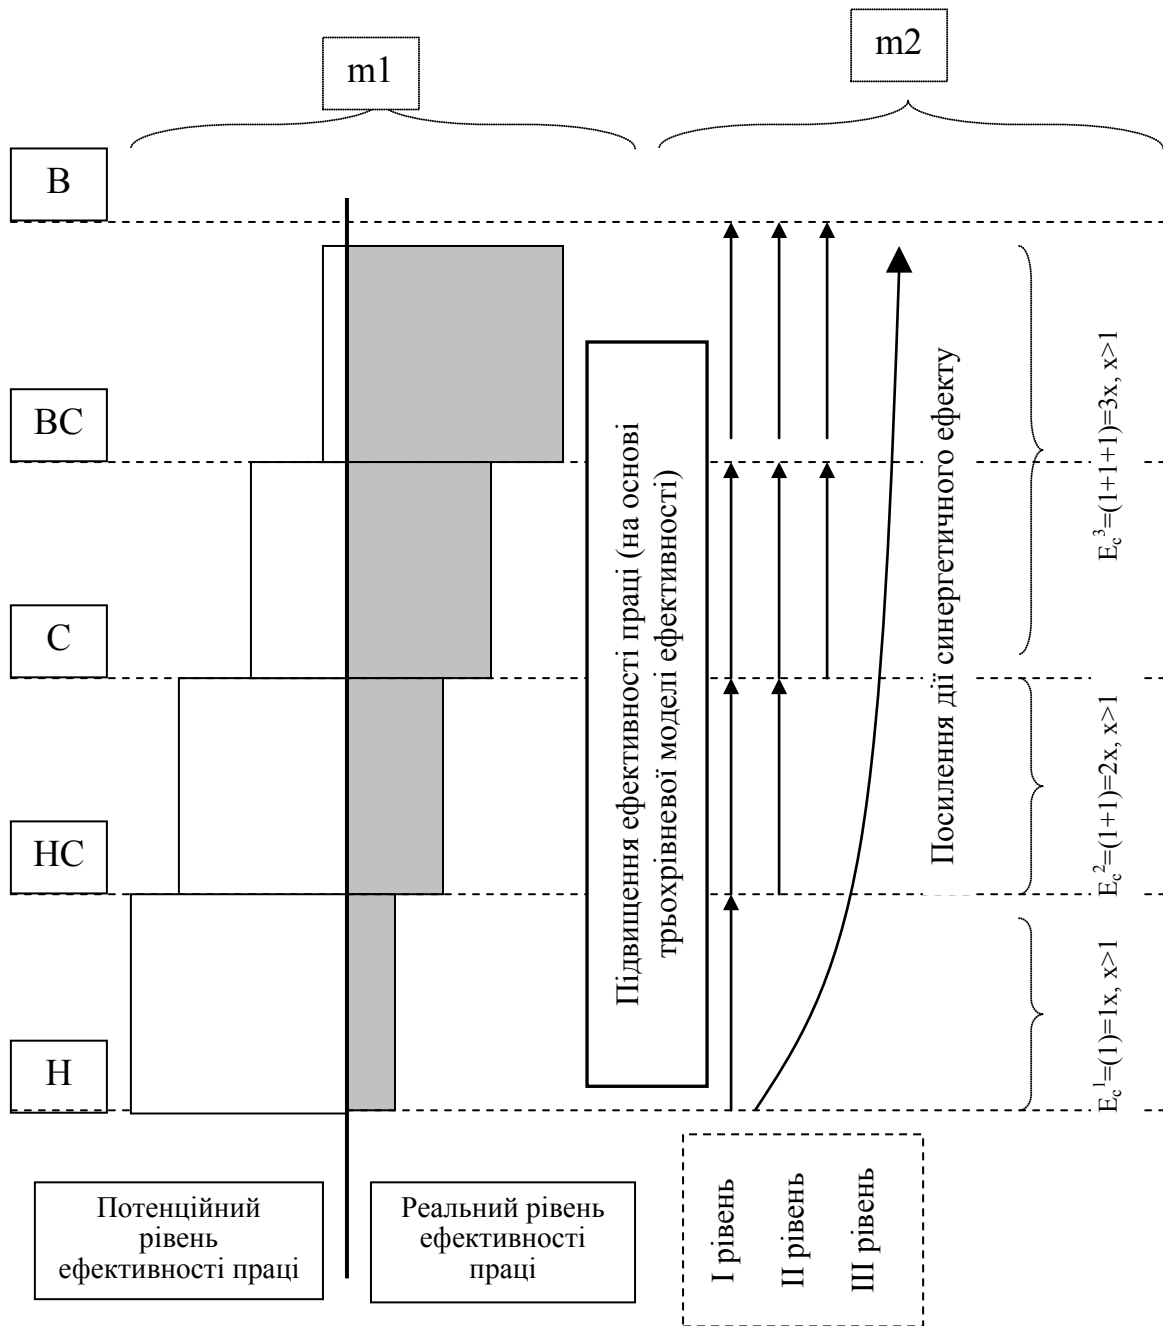 m1
m2
В
ВС
С
НС
Н
Підвищення ефективності праці (на основі
трьохрівневої моделі ефективності)
Посилення дії синергетичного ефекту
E_c^3=(1+1+1)=3x, x>1
E_c^2=(1+1)=2x, x>1
E_c^1=(1)=1x, x>1
Потенційний
рівень
ефективності праці
Реальний рівень
ефективності
праці
I рівень
II рівень
III рівень